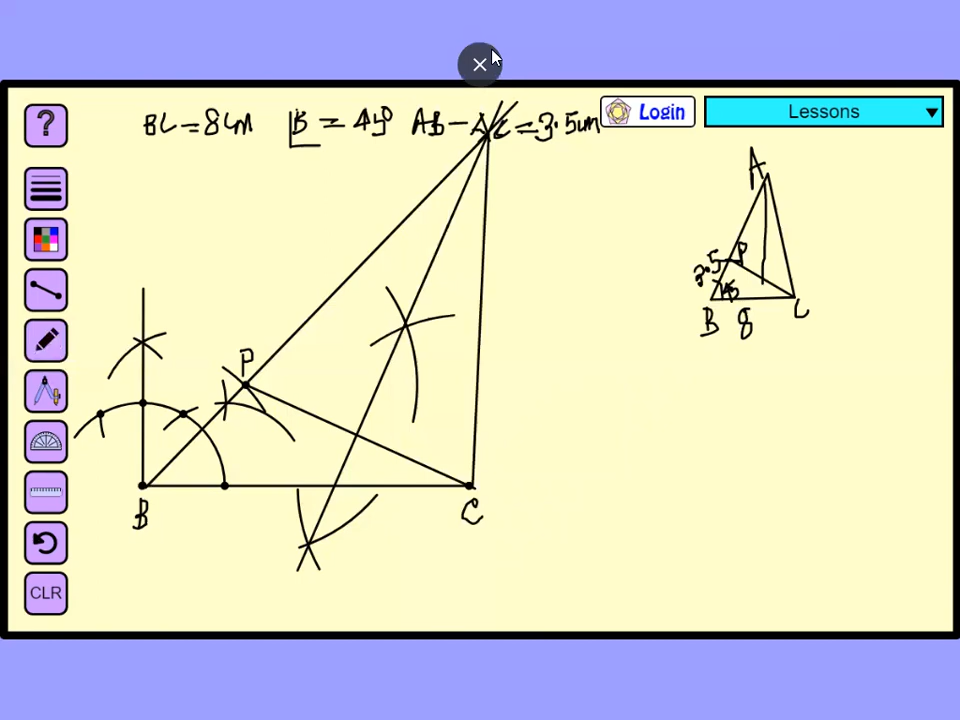 BC = 8cm ∠B = 45° AB - AC = 3.5cm
Login
Lessons
?
A
3.5 P
45
B 8 C
P
B C
CLR